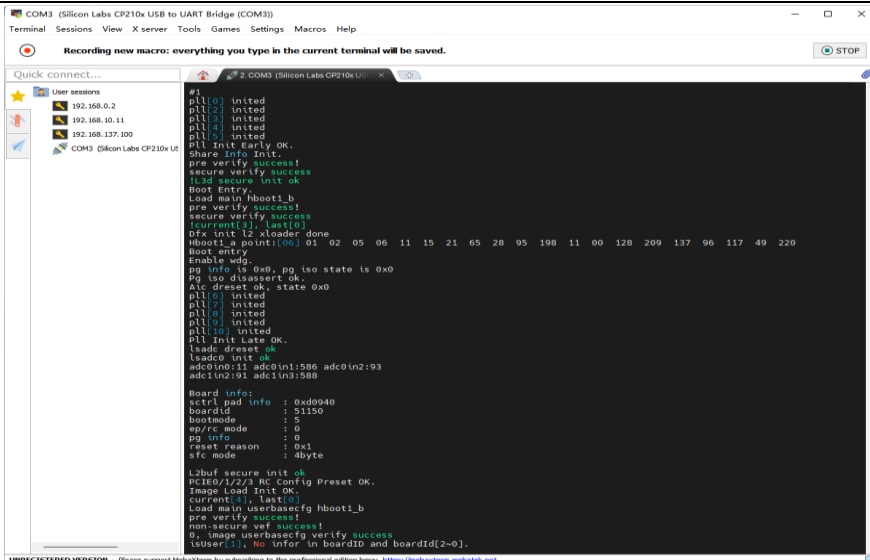 COM3 (Silicon Labs CP210x USB to UART Bridge (COM3))
Terminal Sessions View X server Tools Games Settings Macros Help
Recording new macro: everything you type in the current terminal will be saved.
STOP
Quick connect...
2. COM3 (Silicon Labs CP210x US
User sessions
192.168.0.2
192.168.10.11
192.168.137.100
COM3 (Silicon Labs CP210x US
#1
pll[0] inited
pll[2] inited
pll[3] inited
pll[4] inited
pll[5] inited
Pll Init Early OK.
Share Info Init.
pre verify success!
secure verify success
!L3d secure init ok
Boot Entry.
Load main hboot1_b
pre verify success!
secure verify success
!current[3], last[0]
Dfx init l2 xloader done
Hboot1_a point:[06] 01 02 05 06 11 15 21 65 28 95 198 11 00 128 209 137 96 117 49 220
Boot entry
Enable wdg.
pg info is 0x0, pg iso state is 0x0
Pg iso disassert ok.
Aic dreset ok, state 0x0
pll[6] inited
pll[7] inited
pll[8] inited
pll[9] inited
pll[10] inited
Pll Init Late OK.
lsadc dreset ok
lsadc0 init ok
adc0in0:11 adc0in1:586 adc0in2:93
adc1in2:91 adc1in3:588
Board info:
sctrl pad info : 0xd0940
boardid : 51150
bootmode : 5
ep/rc mode : 0
pg info : 0
reset reason : 0x1
sfc mode : 4byte
L2buf secure init ok
PCIE0/1/2/3 RC Config Preset OK.
Image Load Init OK.
current[4], last[0]
Load main userbasecfg hboot1_b
pre verify success!
non-secure vef success!
0, image userbasecfg verify success
isUser[1], No infor in boardID and boardId[2~0].